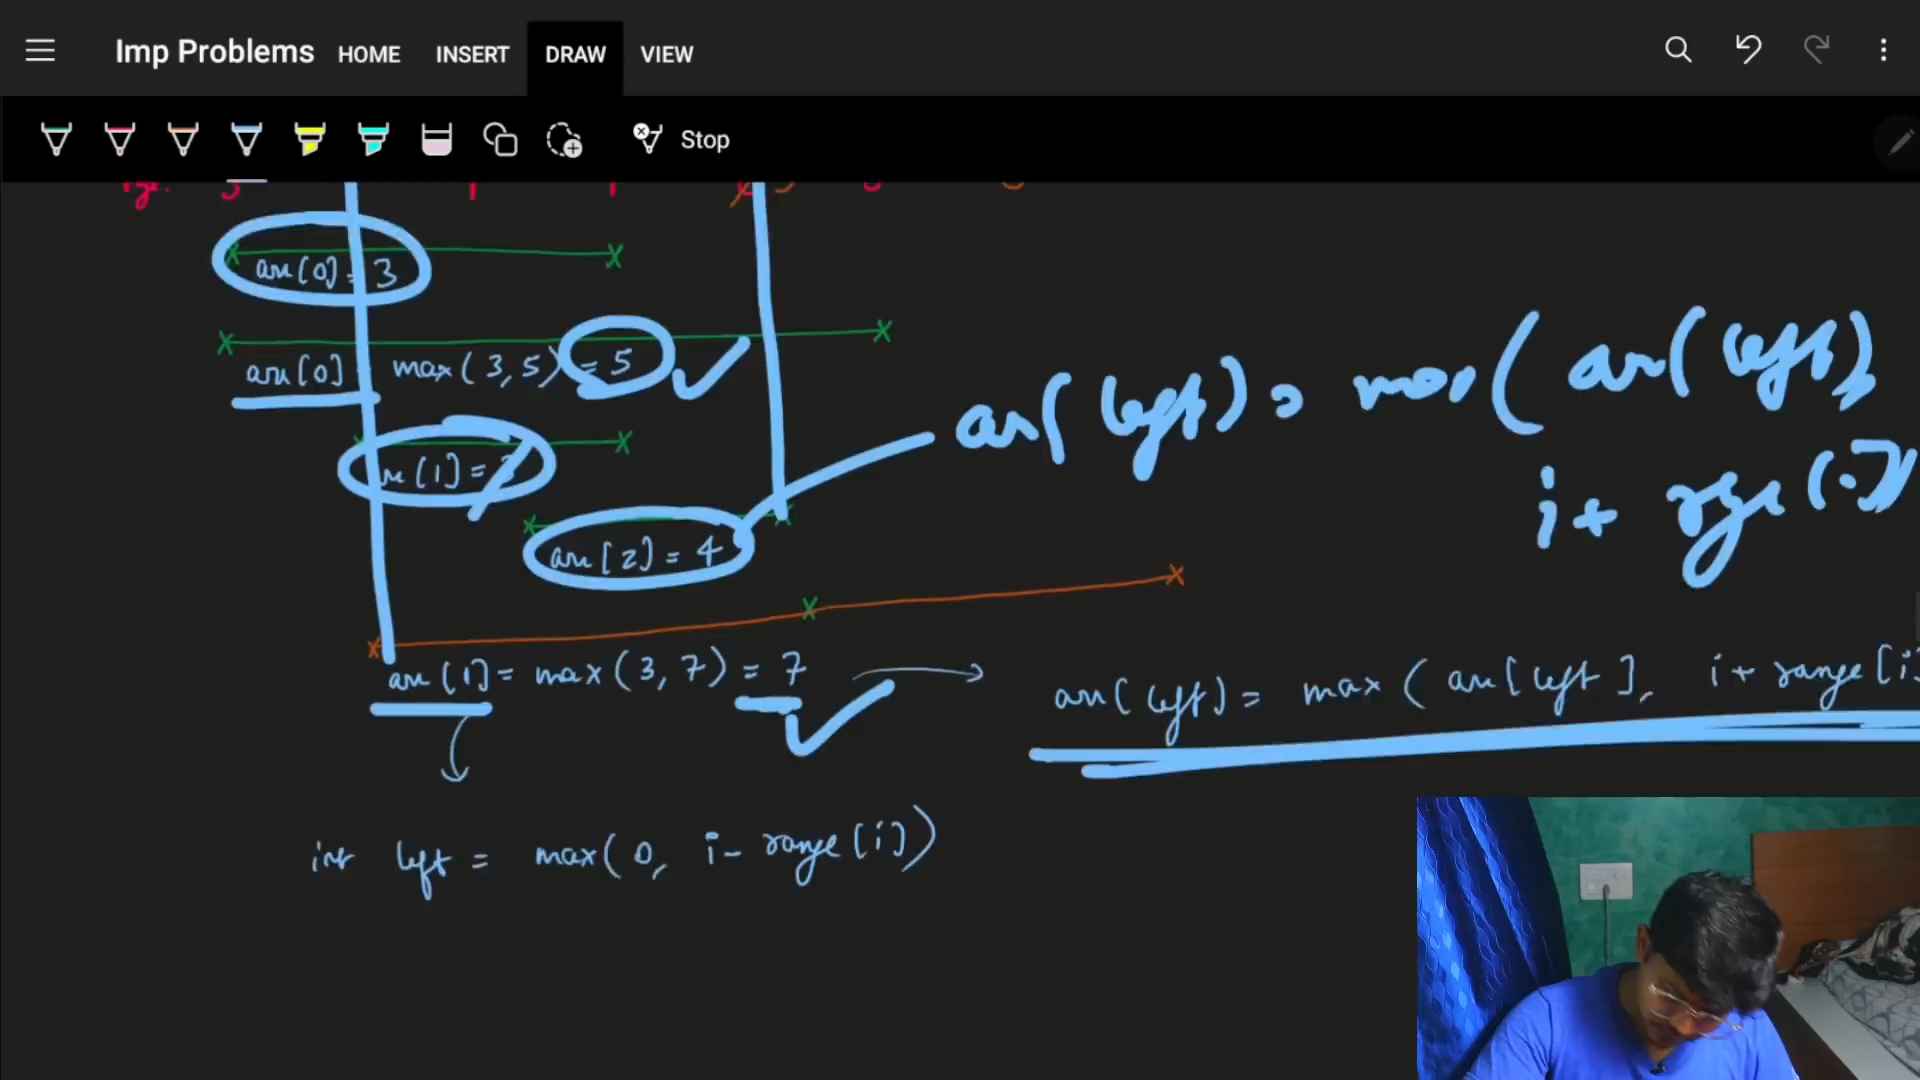 Imp Problems HOME INSERT DRAW VIEW
Stop
arr[0] = 3
arr[0] max(3,5) = 5
arr(left) = max( arr(left),
i + rge(i))
arr[2] = 4
arr[1] = max(3,7) = 7
arr(left) = max( arr[left], i + range[i]
int left = max( 0, i - range[i])